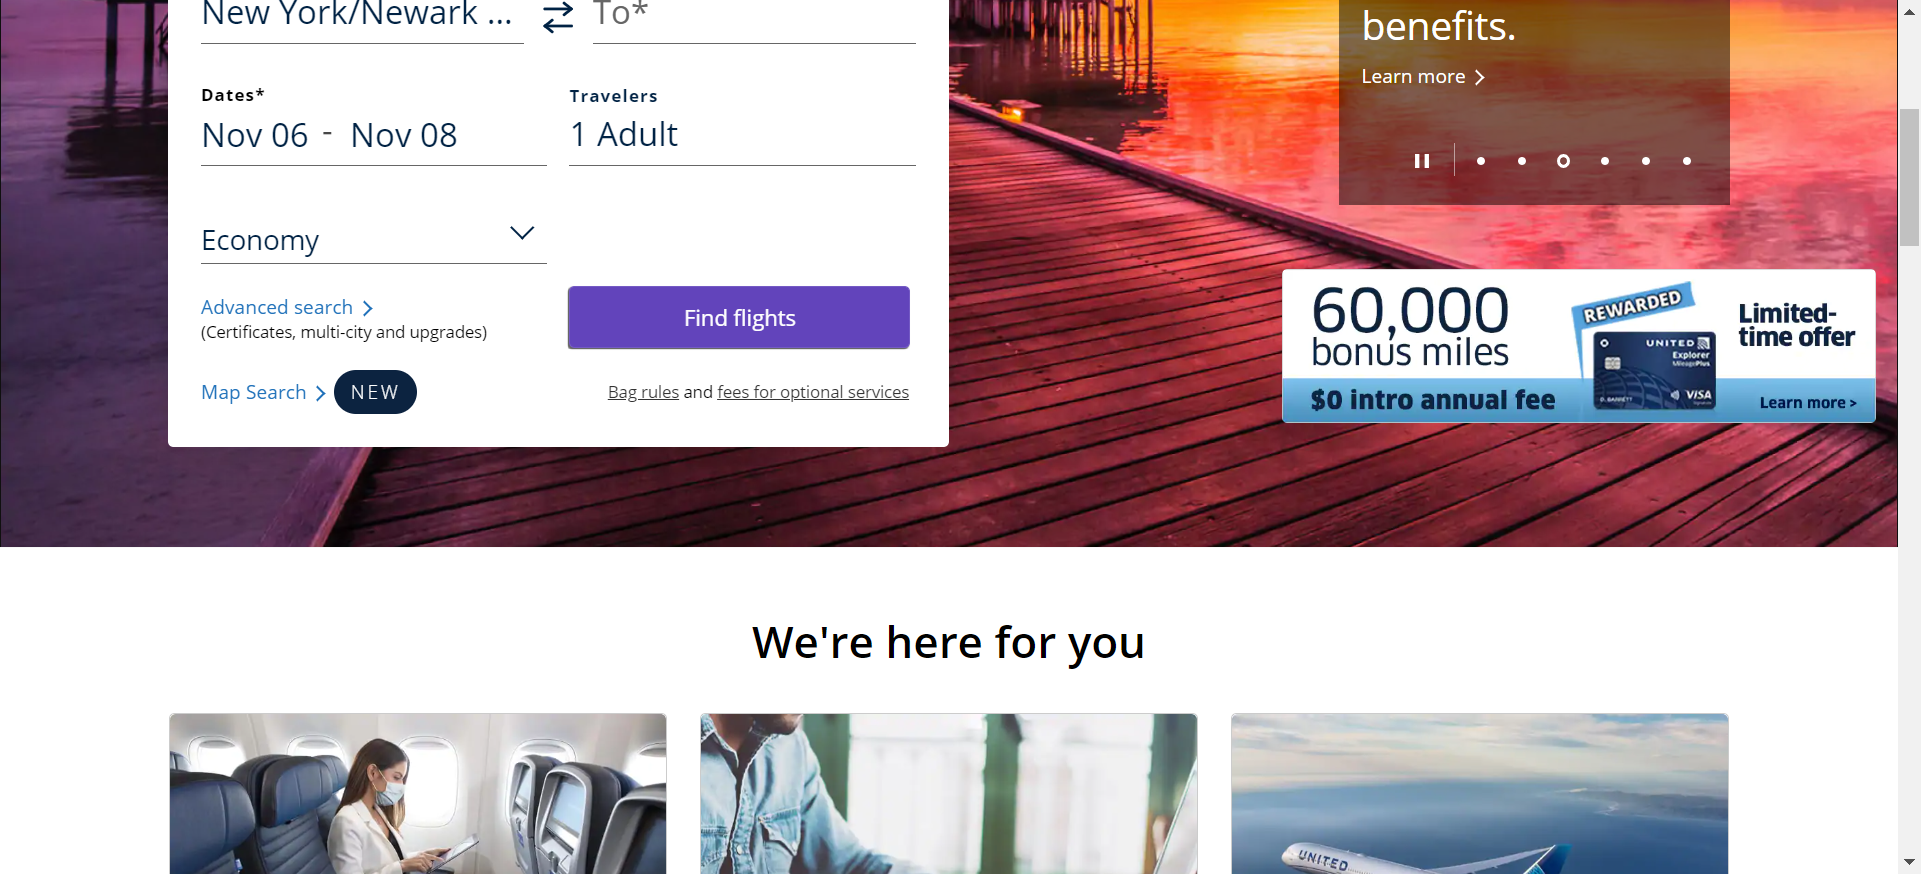 New York/Newark ...
To*
Dates*
Nov 06 - Nov 08
Travelers
1 Adult
Economy
Advanced search
(Certificates, multi-city and upgrades)
Find flights
Map Search
NEW
Bag rules and fees for optional services
benefits.
Learn more
60,000
bonus miles
$0 intro annual fee
REWARDED
UNITED
Explorer
MileagePlus
D. BARRETT
VISA
Signature
Limited-
time offer
Learn more >
We're here for you
UNITED